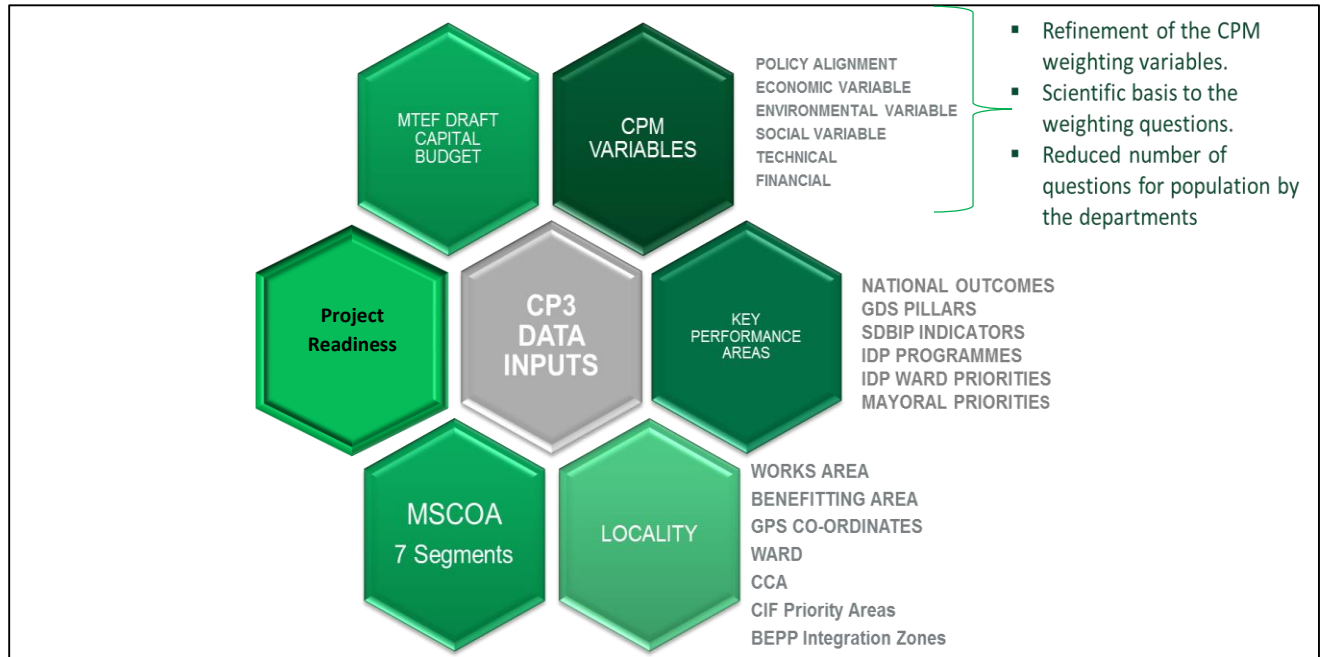 MTEF DRAFT
CAPITAL
BUDGET
CPM
VARIABLES
POLICY ALIGNMENT
ECONOMIC VARIABLE
ENVIRONMENTAL VARIABLE
SOCIAL VARIABLE
TECHNICAL
FINANCIAL
▪ Refinement of the CPM
weighting variables.
▪ Scientific basis to the
weighting questions.
▪ Reduced number of
questions for population by
the departments
Project
Readiness
CP3
DATA
INPUTS
KEY
PERFORMANCE
AREAS
NATIONAL OUTCOMES
GDS PILLARS
SDBIP INDICATORS
IDP PROGRAMMES
IDP WARD PRIORITIES
MAYORAL PRIORITIES
MSCOA
7 Segments
LOCALITY
WORKS AREA
BENEFITTING AREA
GPS CO-ORDINATES
WARD
CCA
CIF Priority Areas
BEPP Integration Zones